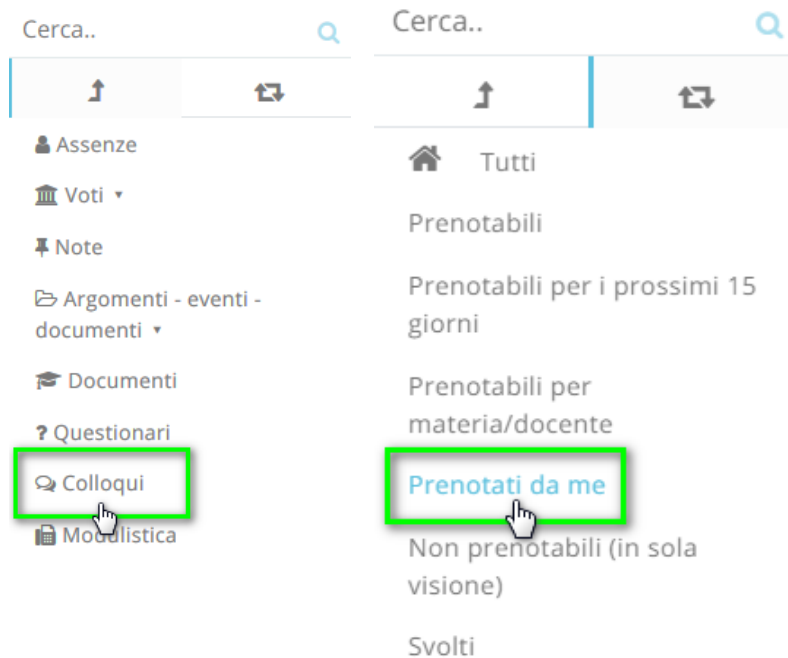 Cerca..
Assenze
Voti
Note
Argomenti - eventi -
documenti
Documenti
? Questionari
Colloqui
Modulistica
Cerca..
Tutti
Prenotabili
Prenotabili per i prossimi 15
giorni
Prenotabili per
materia/docente
Prenotati da me
Non prenotabili (in sola
visione)
Svolti